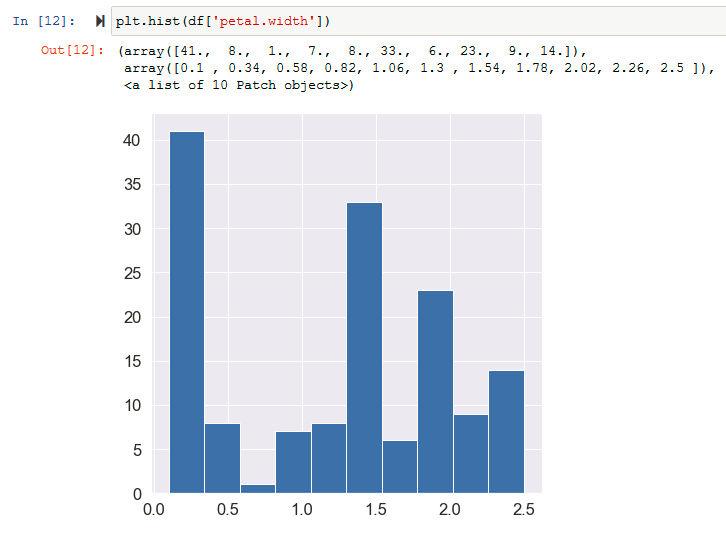 In [12]: plt.hist(df['petal.width'])
Out[12]: (array([41.,  8.,  1.,  7.,  8., 33.,  6., 23.,  9., 14.]),
array([0.1 , 0.34, 0.58, 0.82, 1.06, 1.3 , 1.54, 1.78, 2.02, 2.26, 2.5 ]),
<a list of 10 Patch objects>)
40
35
30
25
20
15
10
5
0
0.0 0.5 1.0 1.5 2.0 2.5